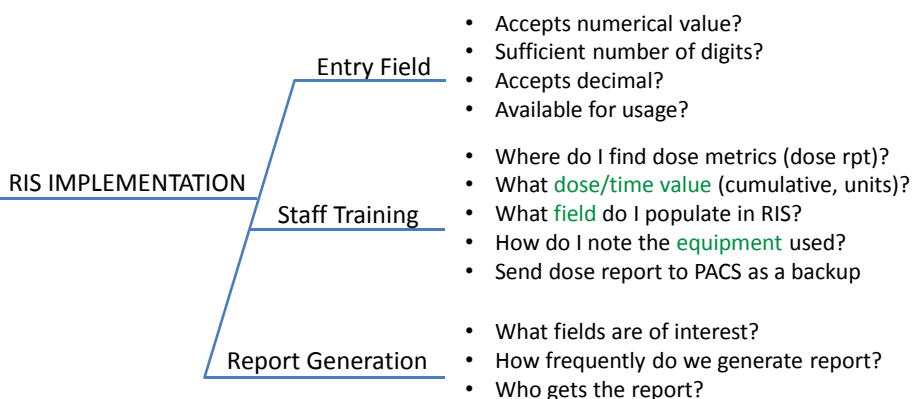 RIS IMPLEMENTATION
Entry Field
• Accepts numerical value?
• Sufficient number of digits?
• Accepts decimal?
• Available for usage?
Staff Training
• Where do I find dose metrics (dose rpt)?
• What dose/time value (cumulative, units)?
• What field do I populate in RIS?
• How do I note the equipment used?
• Send dose report to PACS as a backup
Report Generation
• What fields are of interest?
• How frequently do we generate report?
• Who gets the report?